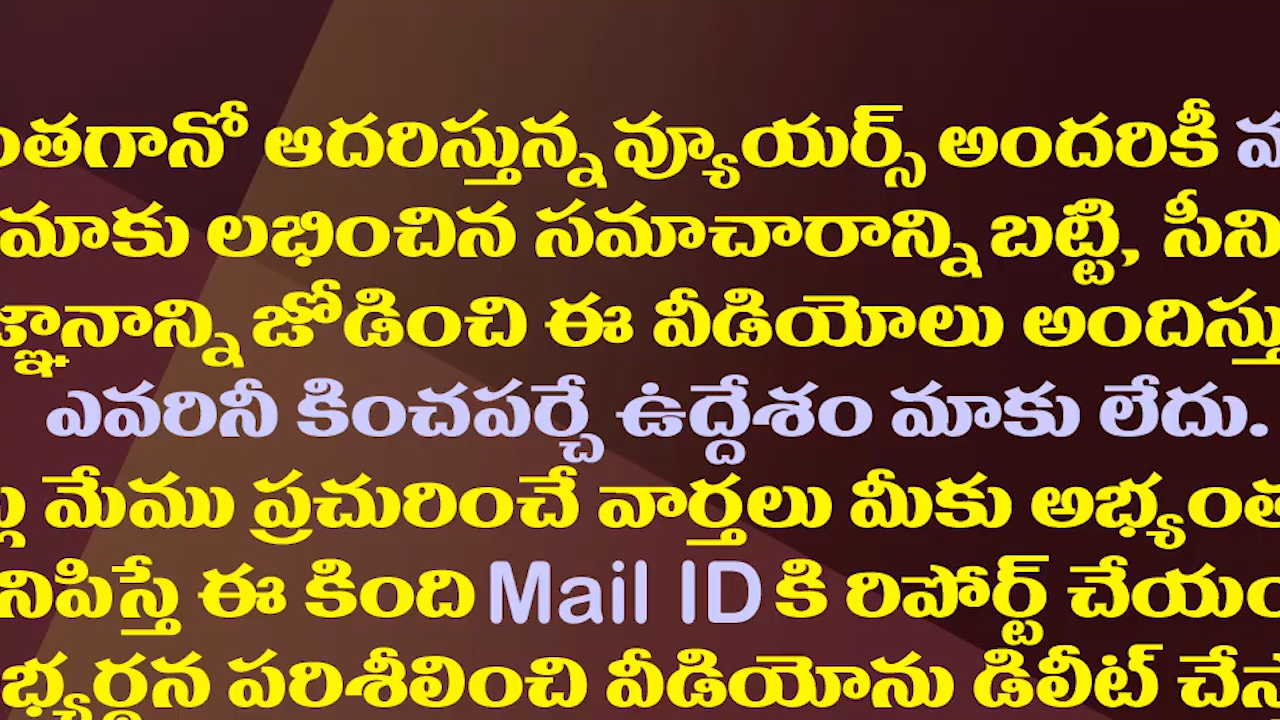 ంతగానో ఆదరిస్తున్న వ్యూయర్స్ అందరికీ
మాకు లభించిన సమాచారాన్ని బట్టి, సీని
జ్ఞానాన్ని జోడించి ఈ వీడియోలు అందిస్తు
ఎవరినీ కించపర్చే ఉద్దేశం మాకు లేదు.
మేము ప్రచురించే వార్తలు మీకు అభ్యంత
నిపిస్తే ఈ కింది Mail ID కి రిపోర్ట్ చేయం
భ్యర్థన పరిశీలించి వీడియోను డిలీట్ చేస